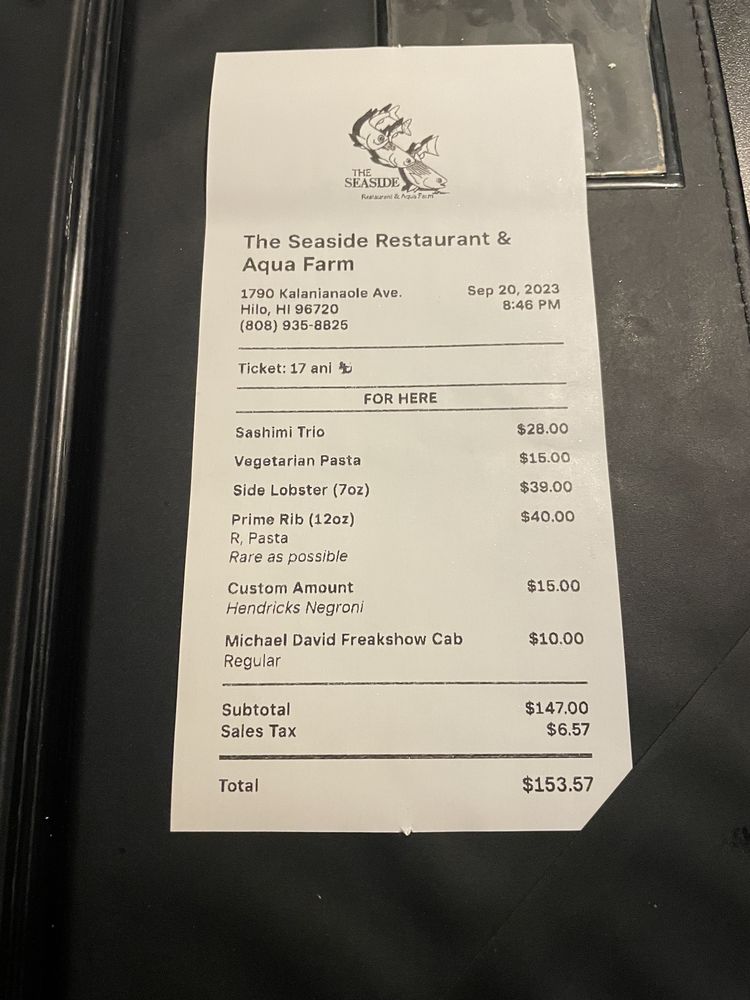 THE
SEASIDE
Restaurant & Aqua Farm
The Seaside Restaurant &
Aqua Farm
1790 Kalanianaole Ave.
Hilo, HI 96720
(808) 935-8825
Sep 20, 2023
8:46 PM
Ticket: 17 ani 🤙
FOR HERE
Sashimi Trio $28.00
Vegetarian Pasta $15.00
Side Lobster (7oz) $39.00
Prime Rib (12oz) $40.00
R, Pasta
Rare as possible
Custom Amount $15.00
Hendricks Negroni
Michael David Freakshow Cab $10.00
Regular
Subtotal $147.00
Sales Tax $6.57
Total $153.57